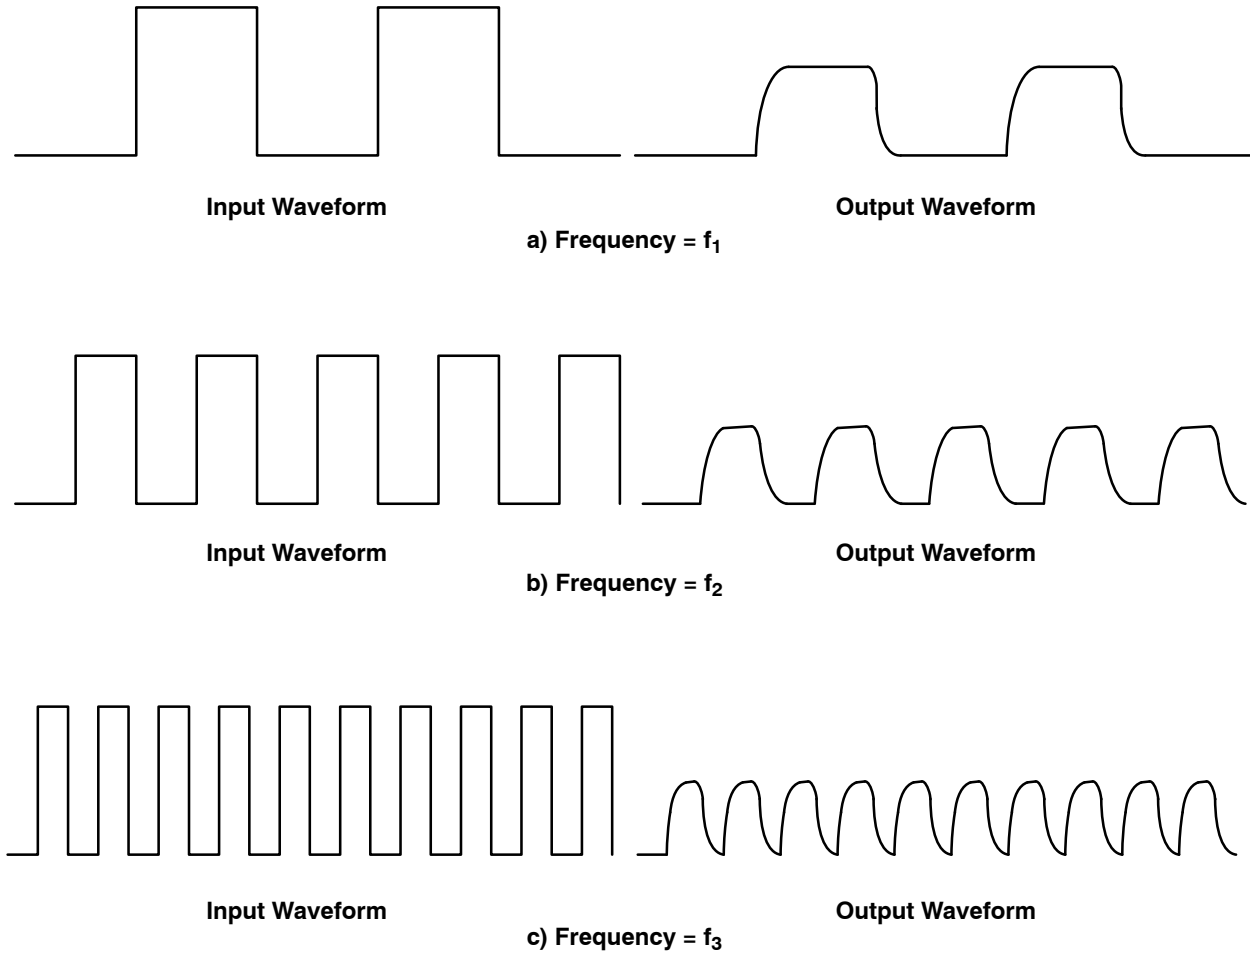 Input Waveform
Output Waveform
a) Frequency = f₁
Input Waveform
Output Waveform
b) Frequency = f₂
Input Waveform
Output Waveform
c) Frequency = f₃